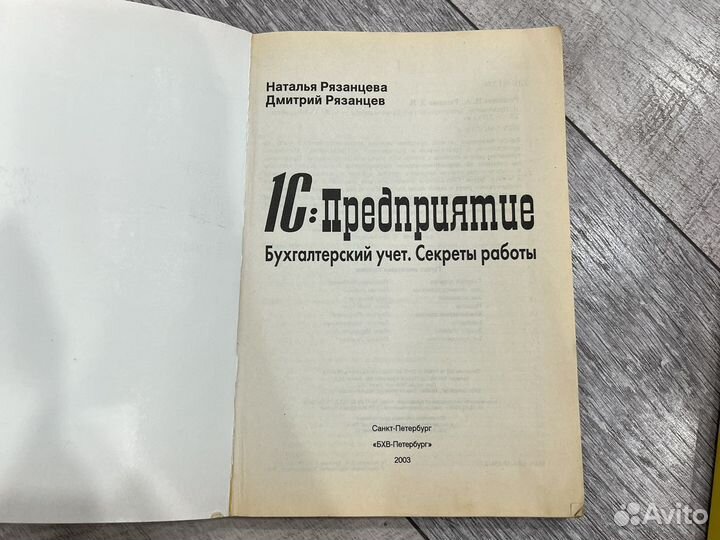 Наталья Рязанцева
Дмитрий Рязанцев
1С:Предприятие
Бухгалтерский учет. Секреты работы
Санкт-Петербург
«БХВ-Петербург»
2003
Avito